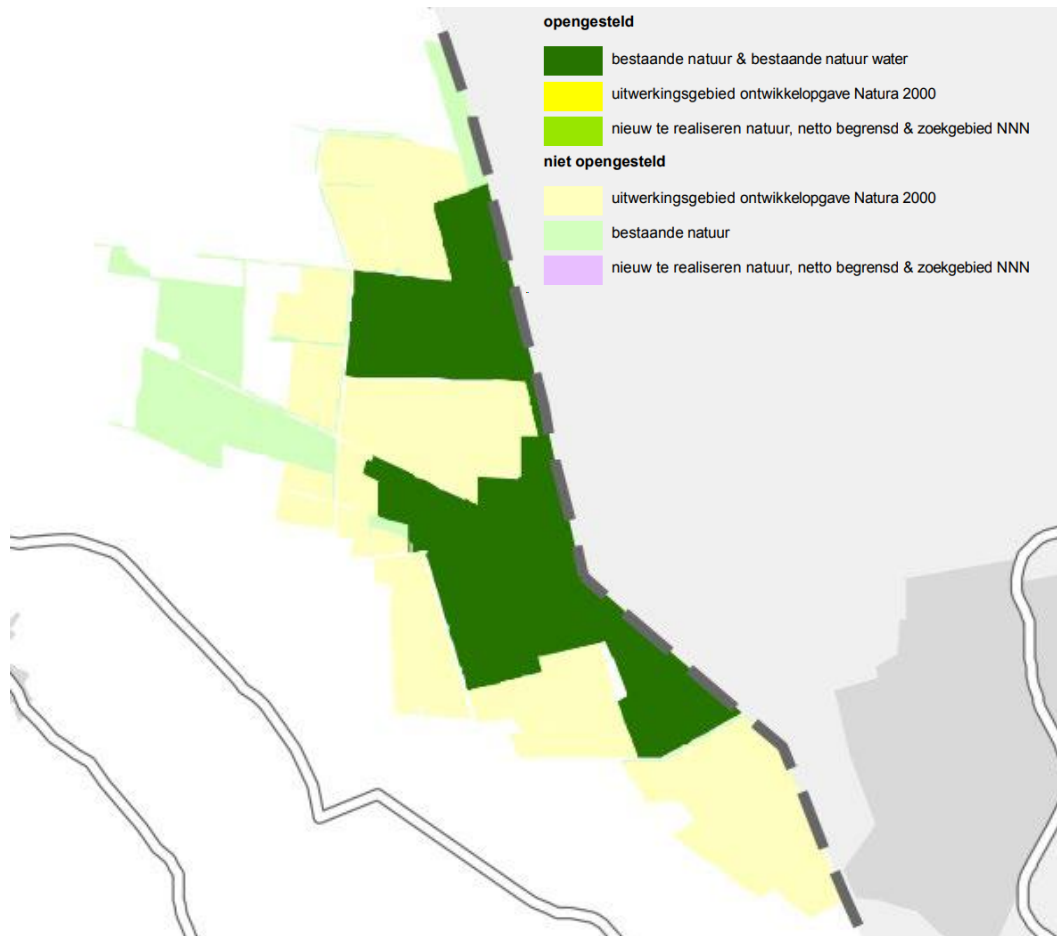 opengesteld
bestaande natuur & bestaande natuur water
uitwerkingsgebied ontwikkelopgave Natura 2000
nieuw te realiseren natuur, netto begrensd & zoekgebied NNN
niet opengesteld
uitwerkingsgebied ontwikkelopgave Natura 2000
bestaande natuur
nieuw te realiseren natuur, netto begrensd & zoekgebied NNN